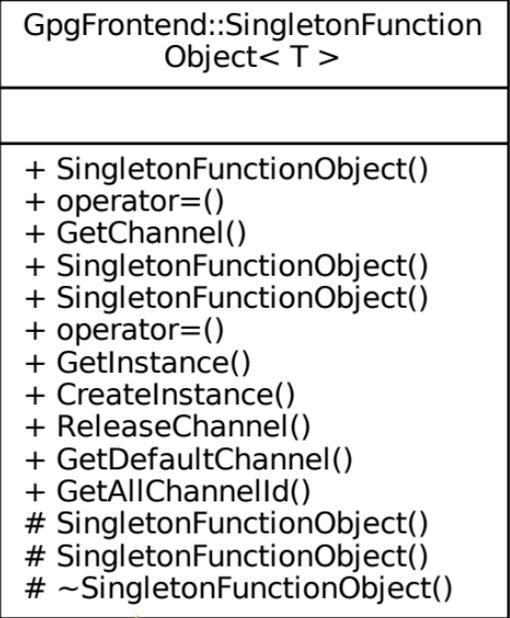 GpgFrontend::SingletonFunction
Object< T >
+ SingletonFunctionObject()
+ operator=()
+ GetChannel()
+ SingletonFunctionObject()
+ SingletonFunctionObject()
+ operator=()
+ GetInstance()
+ CreateInstance()
+ ReleaseChannel()
+ GetDefaultChannel()
+ GetAllChannelId()
# SingletonFunctionObject()
# SingletonFunctionObject()
# ~SingletonFunctionObject()